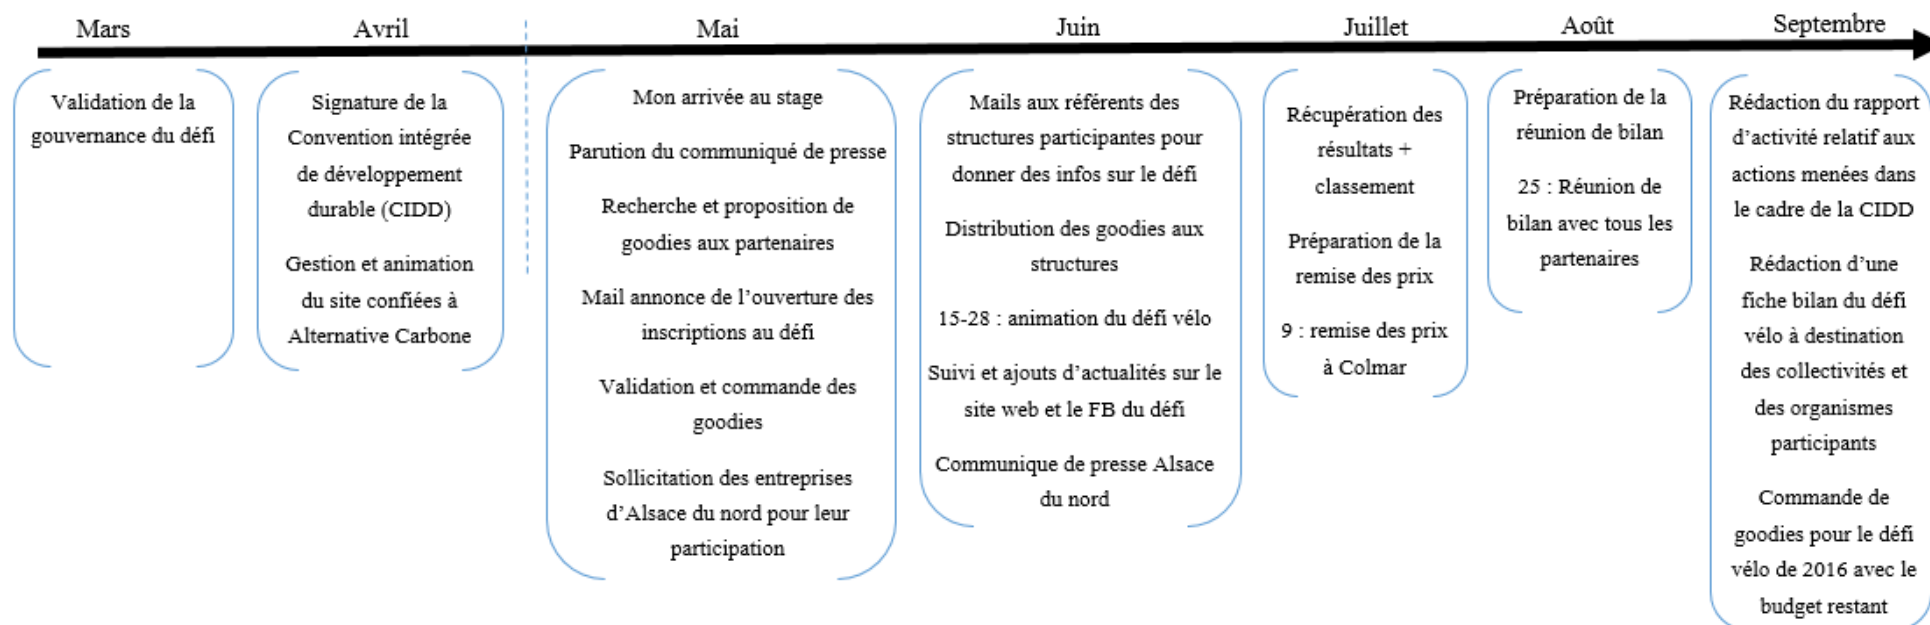 Mars
Avril
Mai
Juin
Juillet
Août
Septembre
Validation de la
gouvernance du défi
Signature de la
Convention intégrée
de développement
durable (CIDD)
Gestion et animation
du site confiées à
Alternative Carbone
Mon arrivée au stage
Parution du communiqué de presse
Recherche et proposition de
goodies aux partenaires
Mail annonce de l’ouverture des
inscriptions au défi
Validation et commande des
goodies
Sollicitation des entreprises
d’Alsace du nord pour leur
participation
Mails aux référents des
structures participantes pour
donner des infos sur le défi
Distribution des goodies aux
structures
15-28 : animation du défi vélo
Suivi et ajouts d’actualités sur le
site web et le FB du défi
Communique de presse Alsace
du nord
Récupération des
résultats +
classement
Préparation de la
remise des prix
9 : remise des prix
à Colmar
Préparation de la
réunion de bilan
25 : Réunion de
bilan avec tous les
partenaires
Rédaction du rapport
d’activité relatif aux
actions menées dans
le cadre de la CIDD
Rédaction d’une
fiche bilan du défi
vélo à destination
des collectivités et
des organismes
participants
Commande de
goodies pour le défi
vélo de 2016 avec le
budget restant